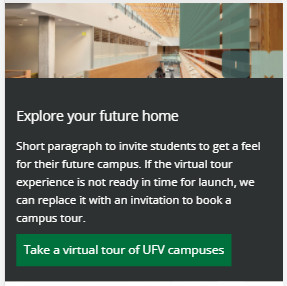 Explore your future home
Short paragraph to invite students to get a feel
for their future campus. If the virtual tour
experience is not ready in time for launch, we
can replace it with an invitation to book a
campus tour.
Take a virtual tour of UFV campuses